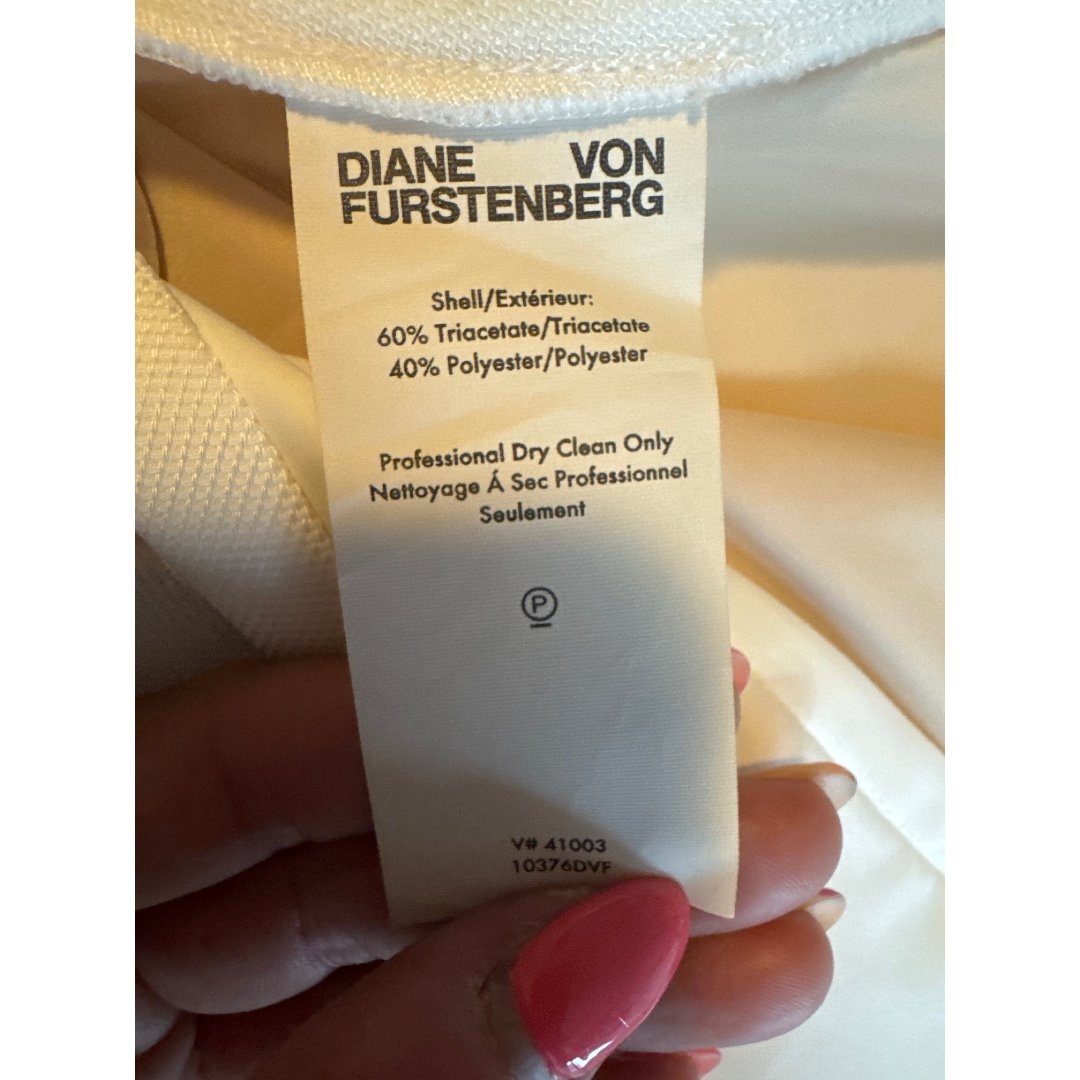 DIANE VON
FURSTENBERG
Shell/Extérieur:
60% Triacetate/Triacetate
40% Polyester/Polyester
Professional Dry Clean Only
Nettoyage Á Sec Professionnel
Seulement
P
V# 41003
10376DVF